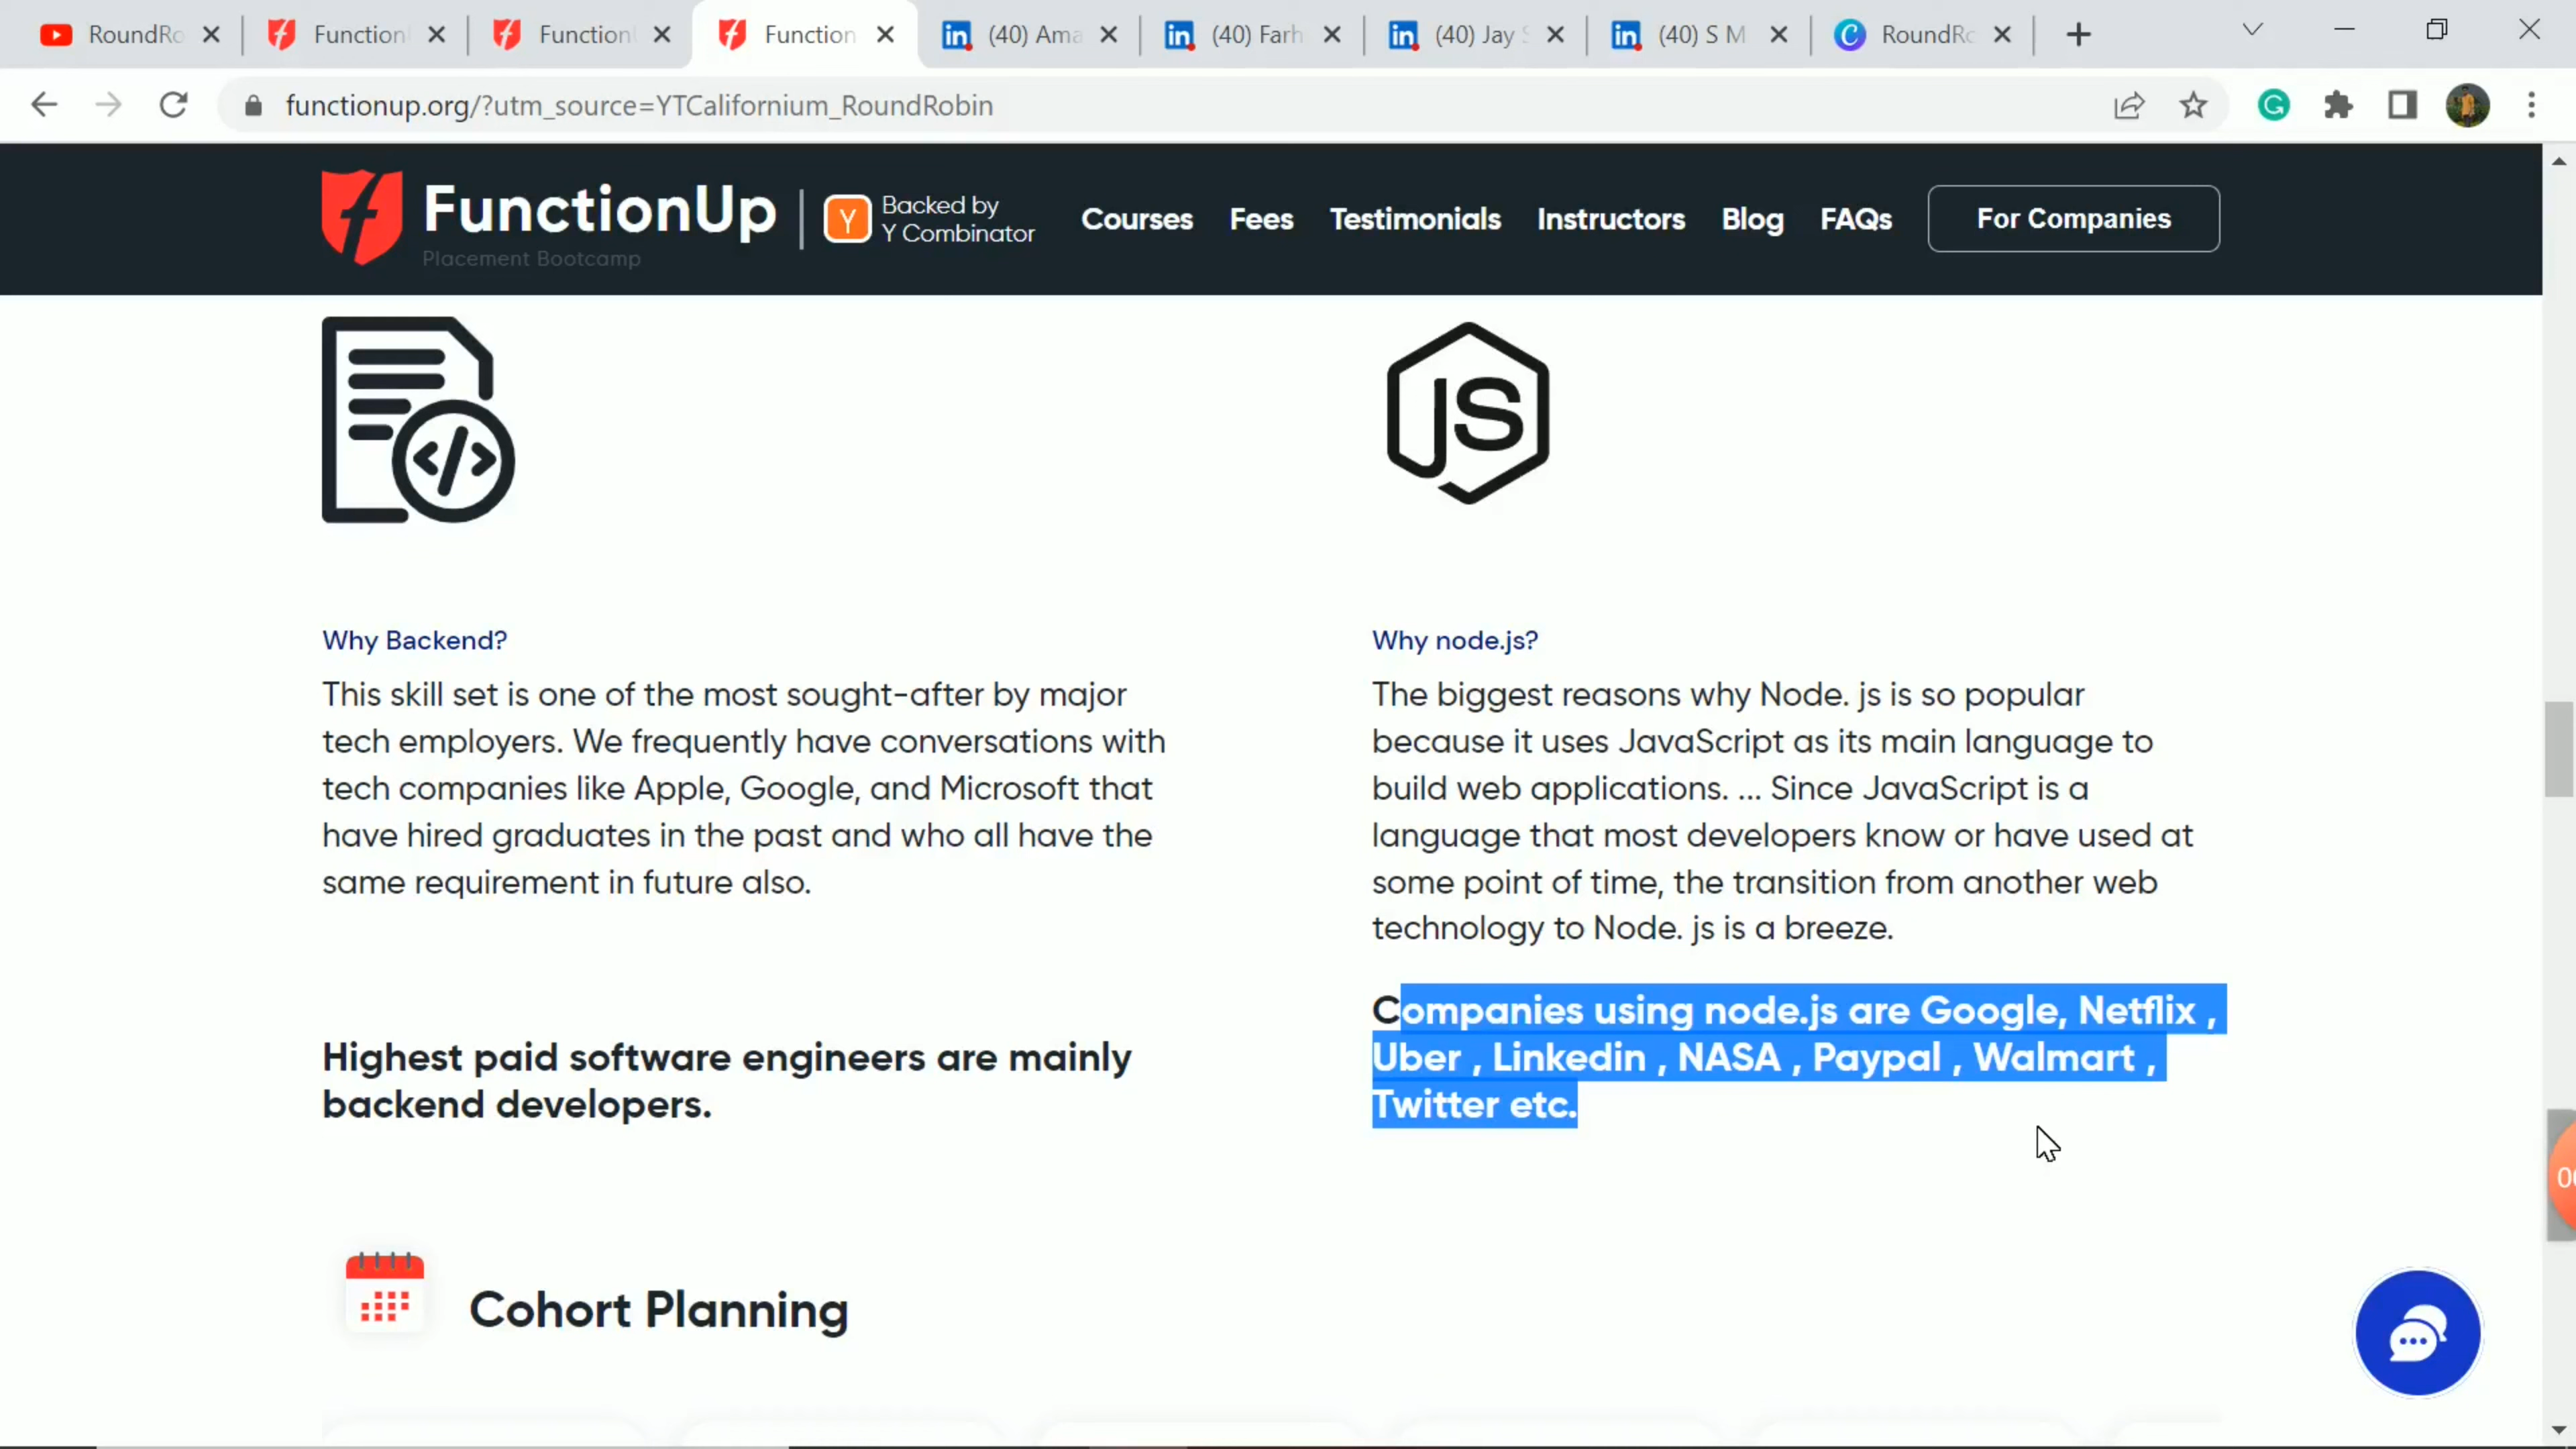 RoundRo
Function
Function
Function
(40) Ama
(40) Farh
(40) Jay S
(40) S M
RoundRo
functionup.org/?utm_source=YTCalifornium_RoundRobin
FunctionUp
Placement Bootcamp
Y
Backed by
Y Combinator
Courses
Fees
Testimonials
Instructors
Blog
FAQs
For Companies
JS
Why Backend?
This skill set is one of the most sought-after by major
tech employers. We frequently have conversations with
tech companies like Apple, Google, and Microsoft that
have hired graduates in the past and who all have the
same requirement in future also.
Highest paid software engineers are mainly
backend developers.
Why node.js?
The biggest reasons why Node. js is so popular
because it uses JavaScript as its main language to
build web applications. ... Since JavaScript is a
language that most developers know or have used at
some point of time, the transition from another web
technology to Node. js is a breeze.
Companies using node.js are Google, Netflix ,
Uber , Linkedin , NASA , Paypal , Walmart ,
Twitter etc.
Cohort Planning